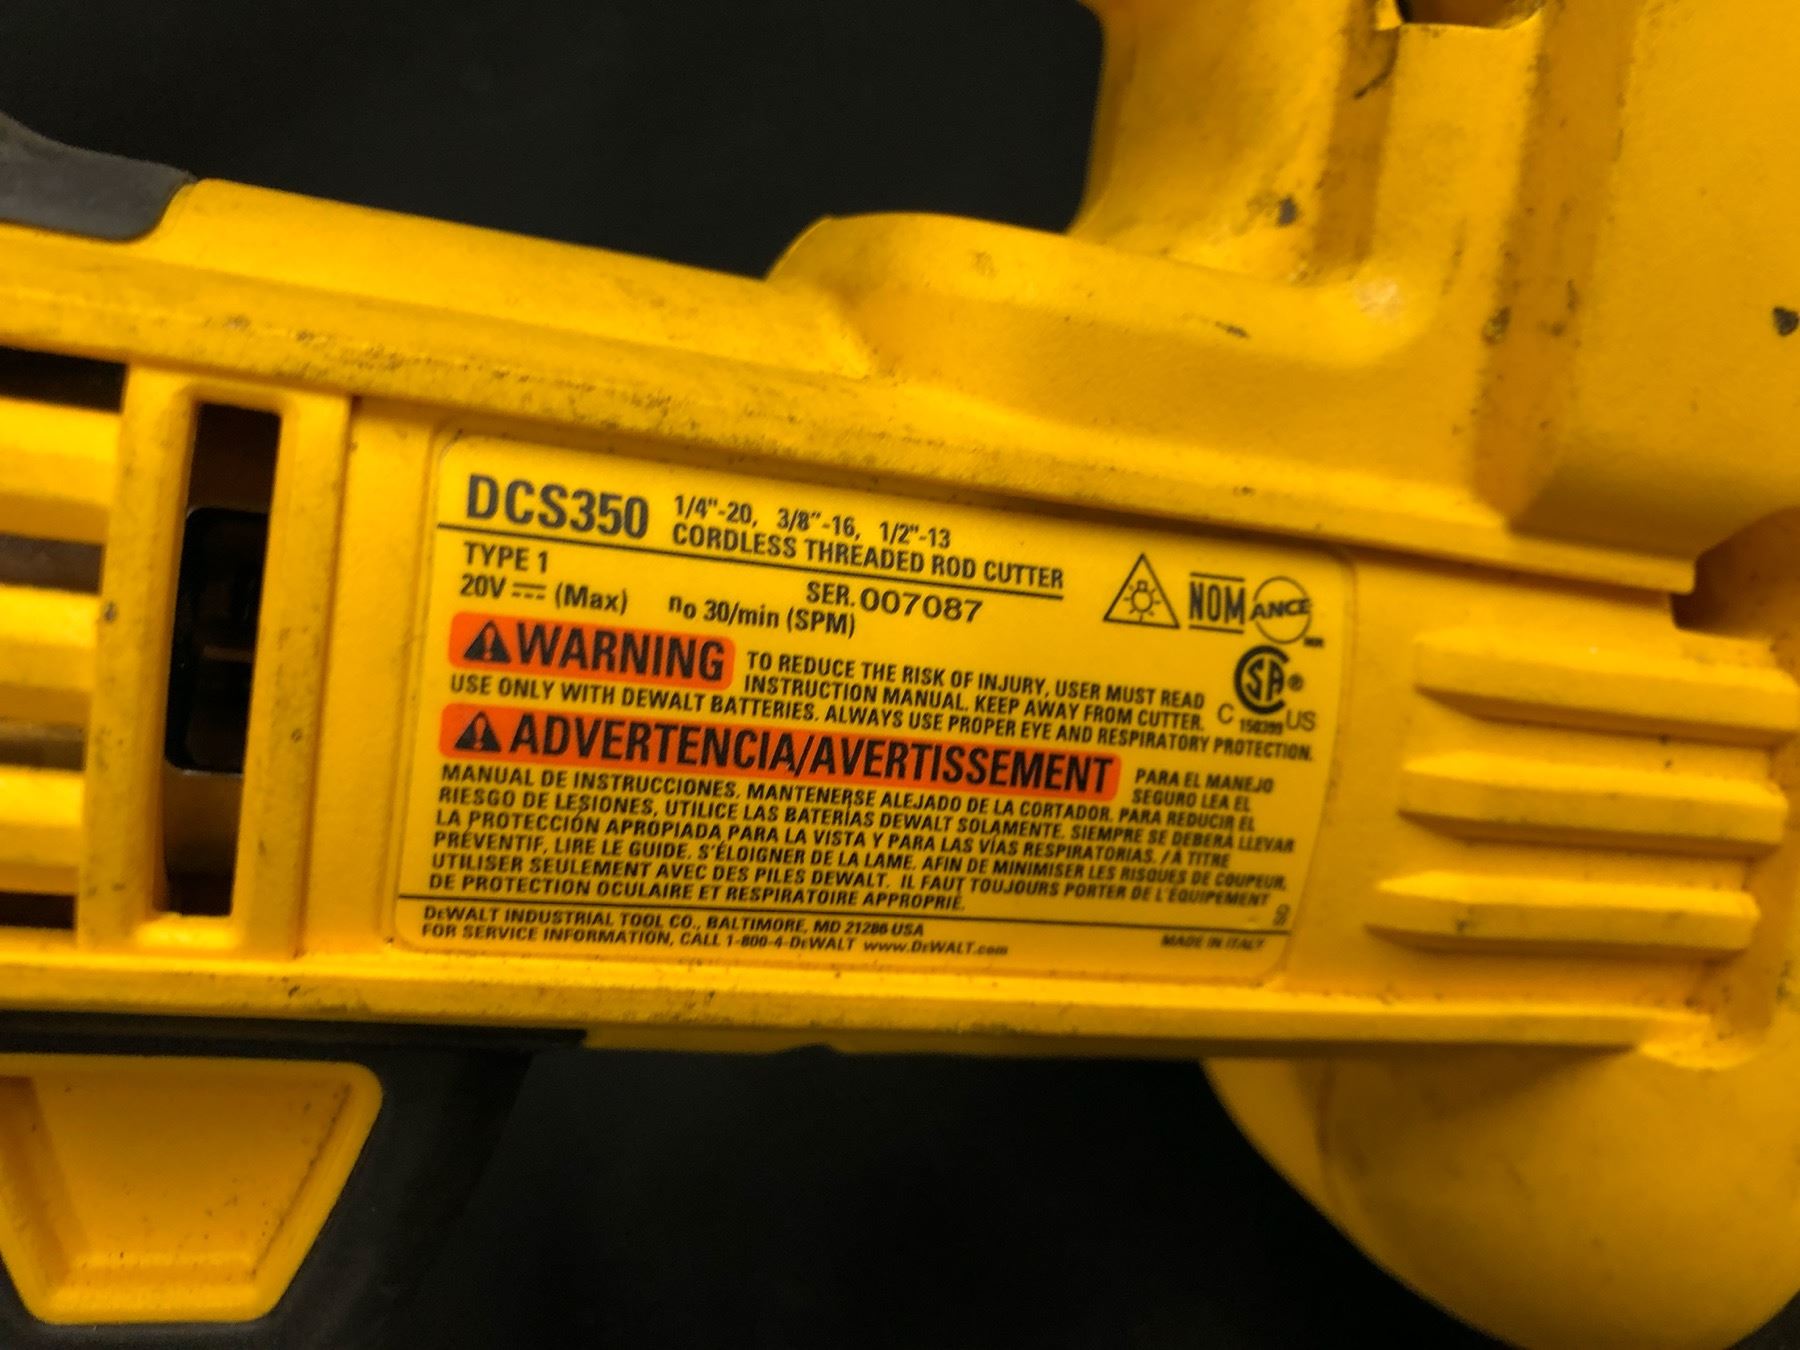 DCS350 1/4"-20, 3/8"-16, 1/2"-13
CORDLESS THREADED ROD CUTTER
TYPE 1
SER. 007087
20V ⎓ (Max) no 30/min (SPM)
NOM ANCE
WARNING TO REDUCE THE RISK OF INJURY, USER MUST READ
INSTRUCTION MANUAL. KEEP AWAY FROM CUTTER.
USE ONLY WITH DEWALT BATTERIES. ALWAYS USE PROPER EYE AND RESPIRATORY PROTECTION.
SA®
C US
ADVERTENCIA/AVERTISSEMENT PARA EL MANEJO
SEGURO LEA EL
MANUAL DE INSTRUCCIONES. MANTENERSE ALEJADO DE LA CORTADOR. PARA REDUCIR EL
RIESGO DE LESIONES, UTILICE LAS BATERÍAS DEWALT SOLAMENTE. SIEMPRE SE DEBERÁ LLEVAR
LA PROTECCIÓN APROPIADA PARA LA VISTA Y PARA LAS VÍAS RESPIRATORIAS. / À TITRE
PRÉVENTIF, LIRE LE GUIDE. S'ÉLOIGNER DE LA LAME. AFIN DE MINIMISER LES RISQUES DE COUPEUR,
UTILISER SEULEMENT AVEC DES PILES DEWALT. IL FAUT TOUJOURS PORTER DE L'ÉQUIPEMENT
DE PROTECTION OCULAIRE ET RESPIRATOIRE APPROPRIÉ.
DEWALT INDUSTRIAL TOOL CO., BALTIMORE, MD 21286 USA
FOR SERVICE INFORMATION, CALL 1-800-4-DEWALT www.DEWALT.com
MADE IN ITALY